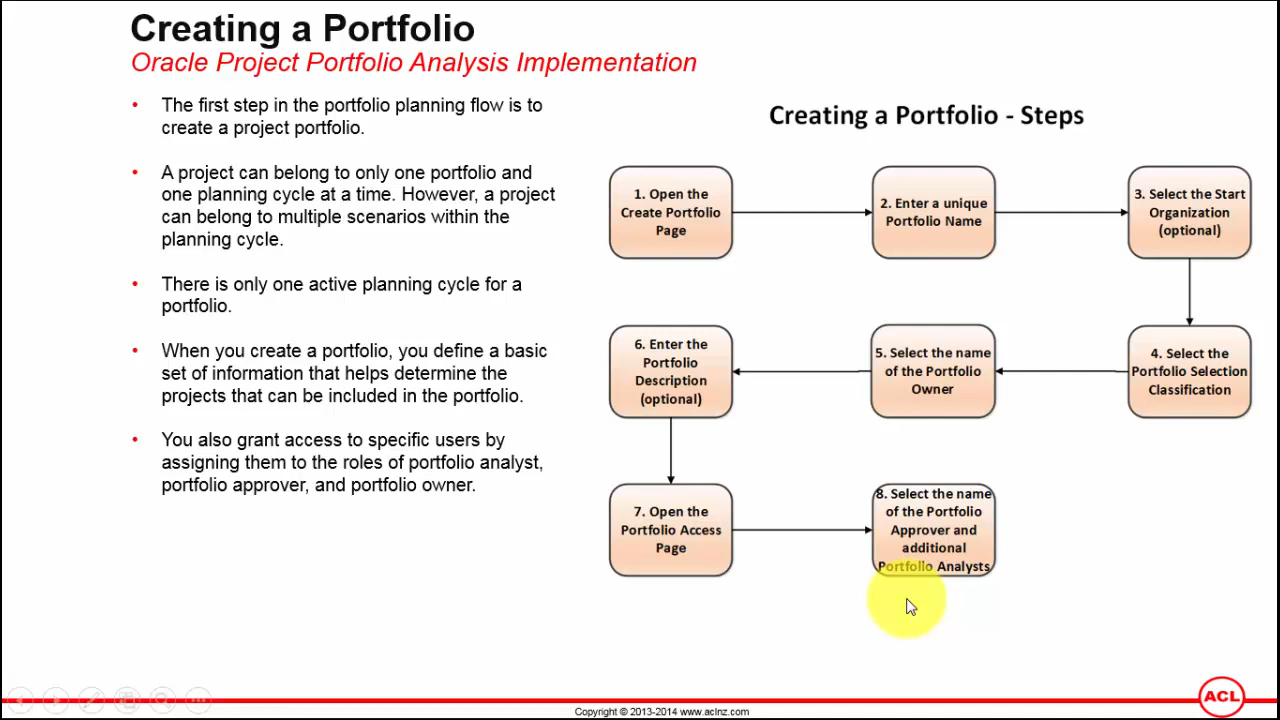 Creating a Portfolio
Oracle Project Portfolio Analysis Implementation
• The first step in the portfolio planning flow is to
create a project portfolio.
• A project can belong to only one portfolio and
one planning cycle at a time. However, a project
can belong to multiple scenarios within the
planning cycle.
• There is only one active planning cycle for a
portfolio.
• When you create a portfolio, you define a basic
set of information that helps determine the
projects that can be included in the portfolio.
• You also grant access to specific users by
assigning them to the roles of portfolio analyst,
portfolio approver, and portfolio owner.
Creating a Portfolio - Steps
1. Open the
Create Portfolio
Page
2. Enter a unique
Portfolio Name
3. Select the Start
Organization
(optional)
4. Select the
Portfolio Selection
Classification
5. Select the name
of the Portfolio
Owner
6. Enter the
Portfolio
Description
(optional)
7. Open the
Portfolio Access
Page
8. Select the name
of the Portfolio
Approver and
additional
Portfolio Analysts
Copyright © 2013-2014 www.aclnz.com
ACL